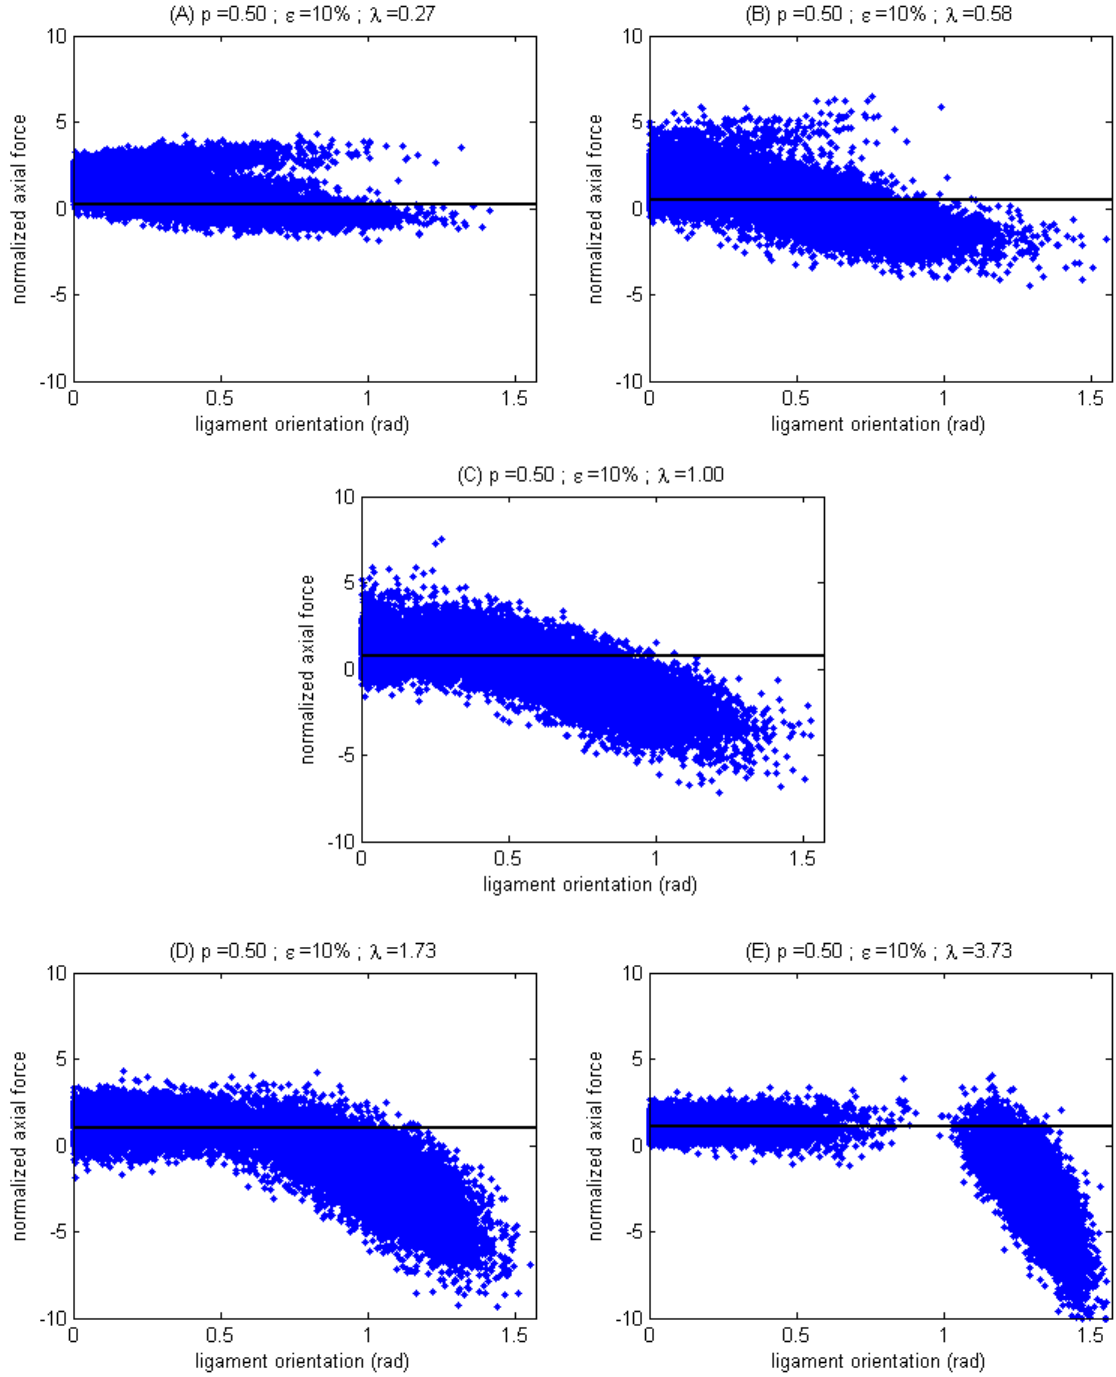 (A) p =0.50 ; ε=10% ; λ =0.27
10
5
0
-5
-10
normalized axial force
0 0.5 1 1.5
ligament orientation (rad)
(B) p =0.50 ; ε=10% ; λ =0.58
10
5
0
-5
-10
normalized axial force
0 0.5 1 1.5
ligament orientation (rad)
(C) p =0.50 ; ε=10% ; λ =1.00
10
5
0
-5
-10
normalized axial force
0 0.5 1 1.5
ligament orientation (rad)
(D) p =0.50 ; ε=10% ; λ =1.73
10
5
0
-5
-10
normalized axial force
0 0.5 1 1.5
ligament orientation (rad)
(E) p =0.50 ; ε=10% ; λ =3.73
10
5
0
-5
-10
normalized axial force
0 0.5 1 1.5
ligament orientation (rad)